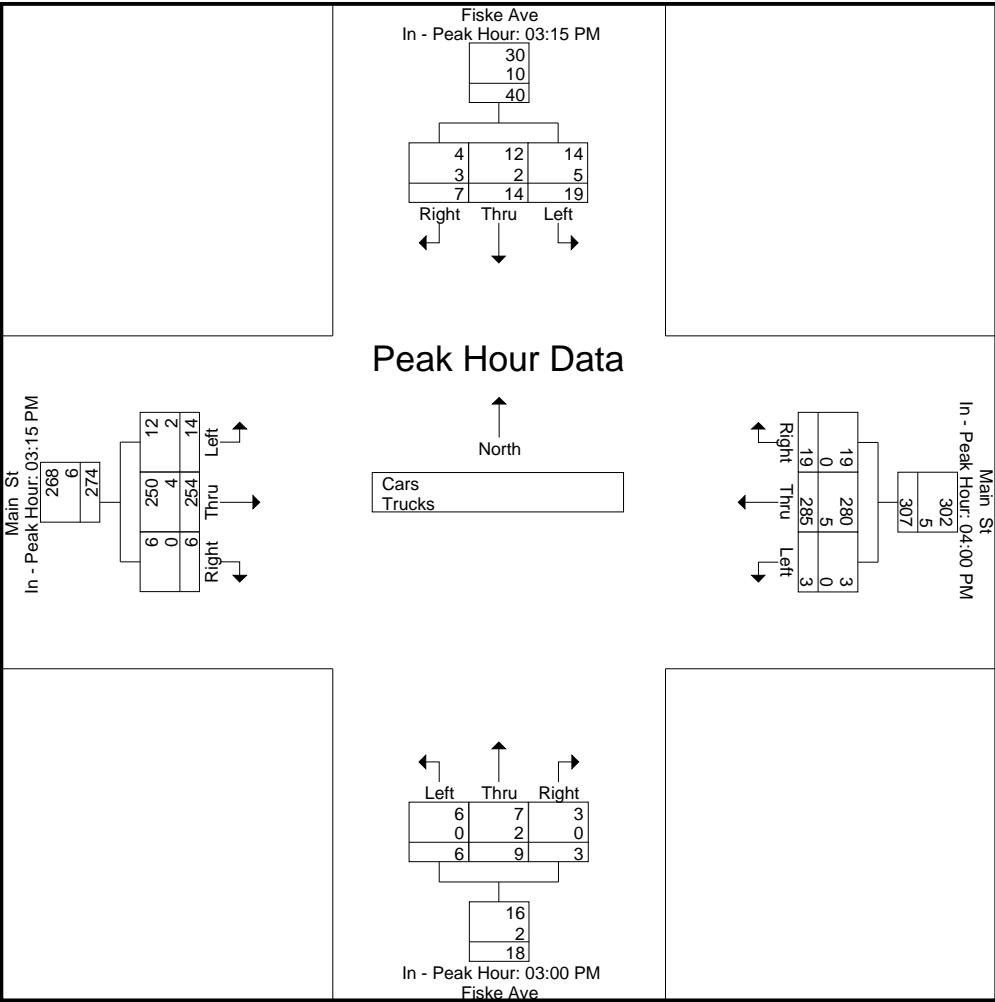 Fiske Ave
In - Peak Hour: 03:15 PM
30
10
40
4 12 14
3 2 5
7 14 19
Right Thru Left
Peak Hour Data
North
Cars
Trucks
Main St
In - Peak Hour: 03:15 PM
268 6 274
12 2 14
Left
250 4 254
Thru
6 0 6
Right
Main St
In - Peak Hour: 04:00 PM
302
5
307
Right
19 0 19
Thru
280
5
285
Left
3 0 3
Left Thru Right
6 7 3
0 2 0
6 9 3
16
2
18
In - Peak Hour: 03:00 PM
Fiske Ave